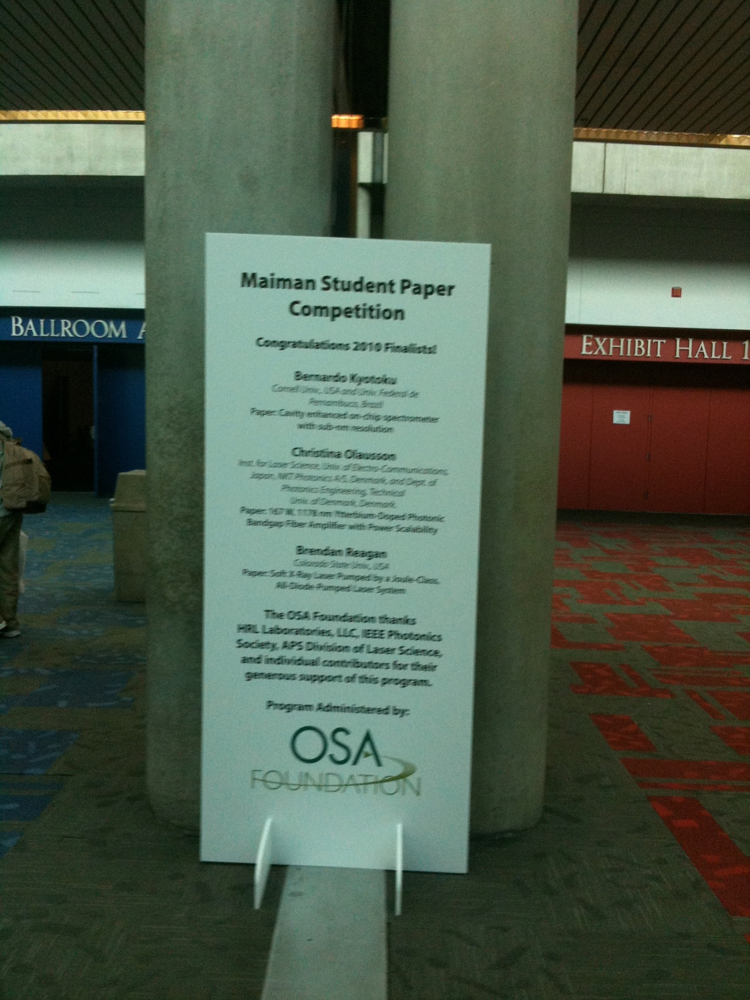 Maiman Student Paper
Competition
Congratulations 2010 Finalists!
Bernardo Kyotoku
Cornell Univ., USA and Univ. Federal de
Pernambuco, Brazil
Paper: Cavity enhanced on-chip spectrometer
with sub-nm resolution
Christina Olausson
Inst. for Laser Science, Univ. of Electro-Communications,
Japan, NKT Photonics A/S, Denmark, and Dept. of
Photonics Engineering, Technical
Univ. of Denmark, Denmark.
Paper: 167 W, 1178 nm Ytterbium-Doped Photonic
Bandgap Fiber Amplifier with Power Scalability
Brendan Reagan
Colorado State Univ., USA
Paper: Soft X-Ray Laser Pumped by a Joule-Class,
All-Diode-Pumped Laser System
The OSA Foundation thanks
HRL Laboratories, LLC, IEEE Photonics
Society, APS Division of Laser Science,
and individual contributors for their
generous support of this program.
Program Administered by:
OSA
FOUNDATION
BALLROOM A
EXHIBIT HALL 1